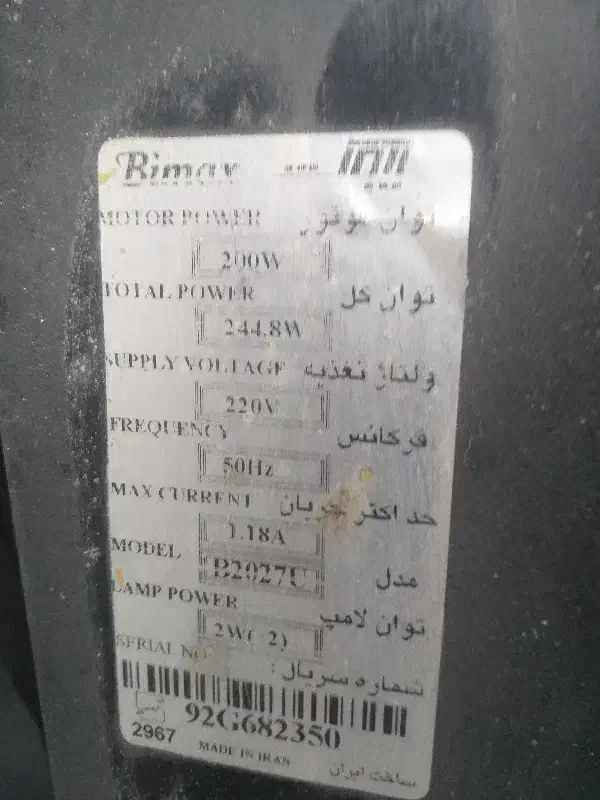 Bimax
MOTOR POWER توان موتور
200W
TOTAL POWER توان کل
244.8W
SUPPLY VOLTAGE ولتاژ تغذیه
220V
FREQUENCY فرکانس
50Hz
MAX CURRENT حداکثر جریان
1.18A
MODEL مدل
B2027U
LAMP POWER توان لامپ
2W( 2)
SERIAL NO شماره سریال :
92G682350
2967
MADE IN IRAN ساخت ایران